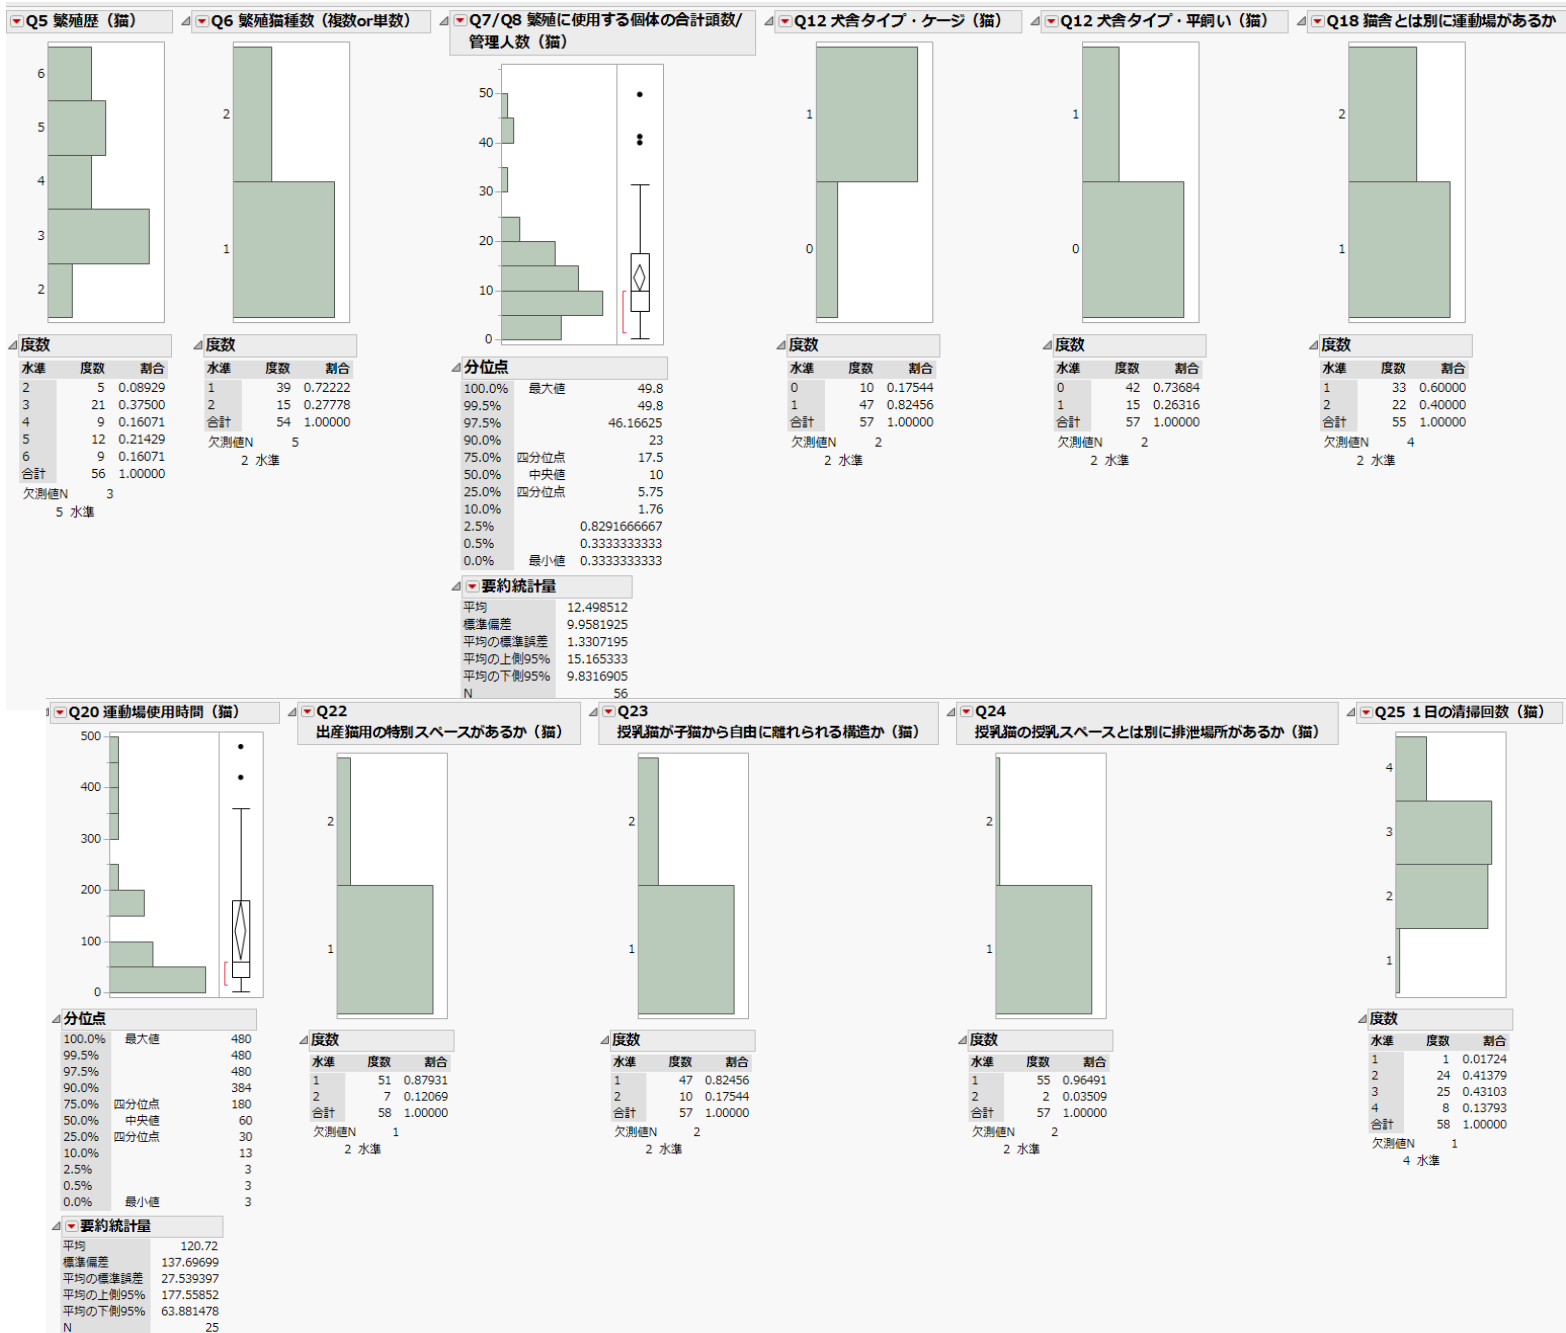 Q5 繁殖歴（猫）
6
5
4
3
2
度数
水準 度数 割合
2 5 0.08929
3 21 0.37500
4 9 0.16071
5 12 0.21429
6 9 0.16071
合計 56 1.00000
欠測値N 3
5 水準
Q6 繁殖猫種数（複数or単数）
2
1
度数
水準 度数 割合
1 39 0.72222
2 15 0.27778
合計 54 1.00000
欠測値N 5
2 水準
Q7/Q8 繁殖に使用する個体の合計頭数/
管理人数（猫）
50
40
30
20
10
0
分位点
100.0% 最大値 49.8
99.5% 49.8
97.5% 46.16625
90.0% 23
75.0% 四分位点 17.5
50.0% 中央値 10
25.0% 四分位点 5.75
10.0% 1.76
2.5% 0.8291666667
0.5% 0.3333333333
0.0% 最小値 0.3333333333
要約統計量
平均 12.498512
標準偏差 9.9581925
平均の標準誤差 1.3307195
平均の上側95% 15.165333
平均の下側95% 9.8316905
N 56
Q12 犬舎タイプ・ケージ（猫）
1
0
度数
水準 度数 割合
0 10 0.17544
1 47 0.82456
合計 57 1.00000
欠測値N 2
2 水準
Q12 犬舎タイプ・平飼い（猫）
1
0
度数
水準 度数 割合
0 42 0.73684
1 15 0.26316
合計 57 1.00000
欠測値N 2
2 水準
Q18 猫舎とは別に運動場があるか
2
1
度数
水準 度数 割合
1 33 0.60000
2 22 0.40000
合計 55 1.00000
欠測値N 4
2 水準
Q20 運動場使用時間（猫）
500
400
300
200
100
0
分位点
100.0% 最大値 480
99.5% 480
97.5% 480
90.0% 384
75.0% 四分位点 180
50.0% 中央値 60
25.0% 四分位点 30
10.0% 13
2.5% 3
0.5% 3
0.0% 最小値 3
要約統計量
平均 120.72
標準偏差 137.69699
平均の標準誤差 27.539397
平均の上側95% 177.55852
平均の下側95% 63.881478
N 25
Q22
出産猫用の特別スペースがあるか（猫）
2
1
度数
水準 度数 割合
1 51 0.87931
2 7 0.12069
合計 58 1.00000
欠測値N 1
2 水準
Q23
授乳猫が子猫から自由に離れられる構造か（猫）
2
1
度数
水準 度数 割合
1 47 0.82456
2 10 0.17544
合計 57 1.00000
欠測値N 2
2 水準
Q24
授乳猫の授乳スペースとは別に排泄場所があるか（猫）
2
1
度数
水準 度数 割合
1 55 0.96491
2 2 0.03509
合計 57 1.00000
欠測値N 2
2 水準
Q25 1日の清掃回数（猫）
4
3
2
1
度数
水準 度数 割合
1 1 0.01724
2 24 0.41379
3 25 0.43103
4 8 0.13793
合計 58 1.00000
欠測値N 1
4 水準